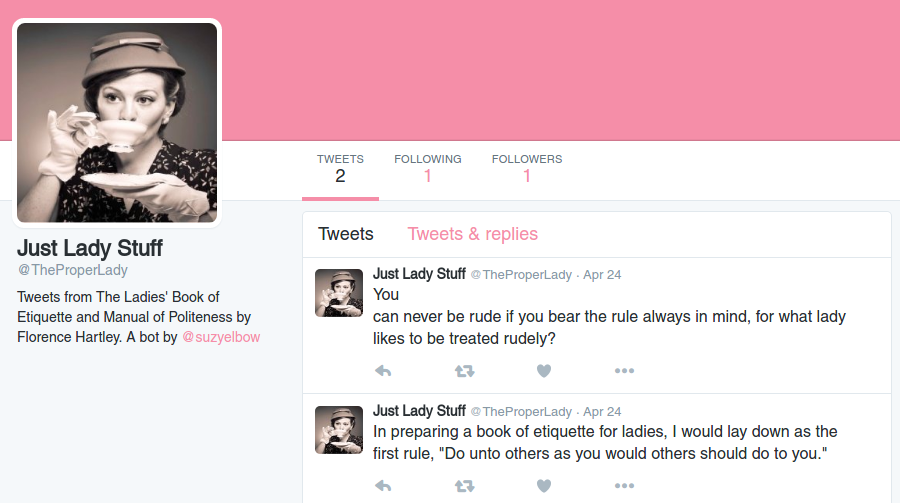 TWEETS FOLLOWING FOLLOWERS
2 1 1
Just Lady Stuff
@TheProperLady
Tweets from The Ladies' Book of
Etiquette and Manual of Politeness by
Florence Hartley. A bot by @suzyelbow
Tweets Tweets & replies
Just Lady Stuff @TheProperLady · Apr 24
You
can never be rude if you bear the rule always in mind, for what lady
likes to be treated rudely?
Just Lady Stuff @TheProperLady · Apr 24
In preparing a book of etiquette for ladies, I would lay down as the
first rule, "Do unto others as you would others should do to you."